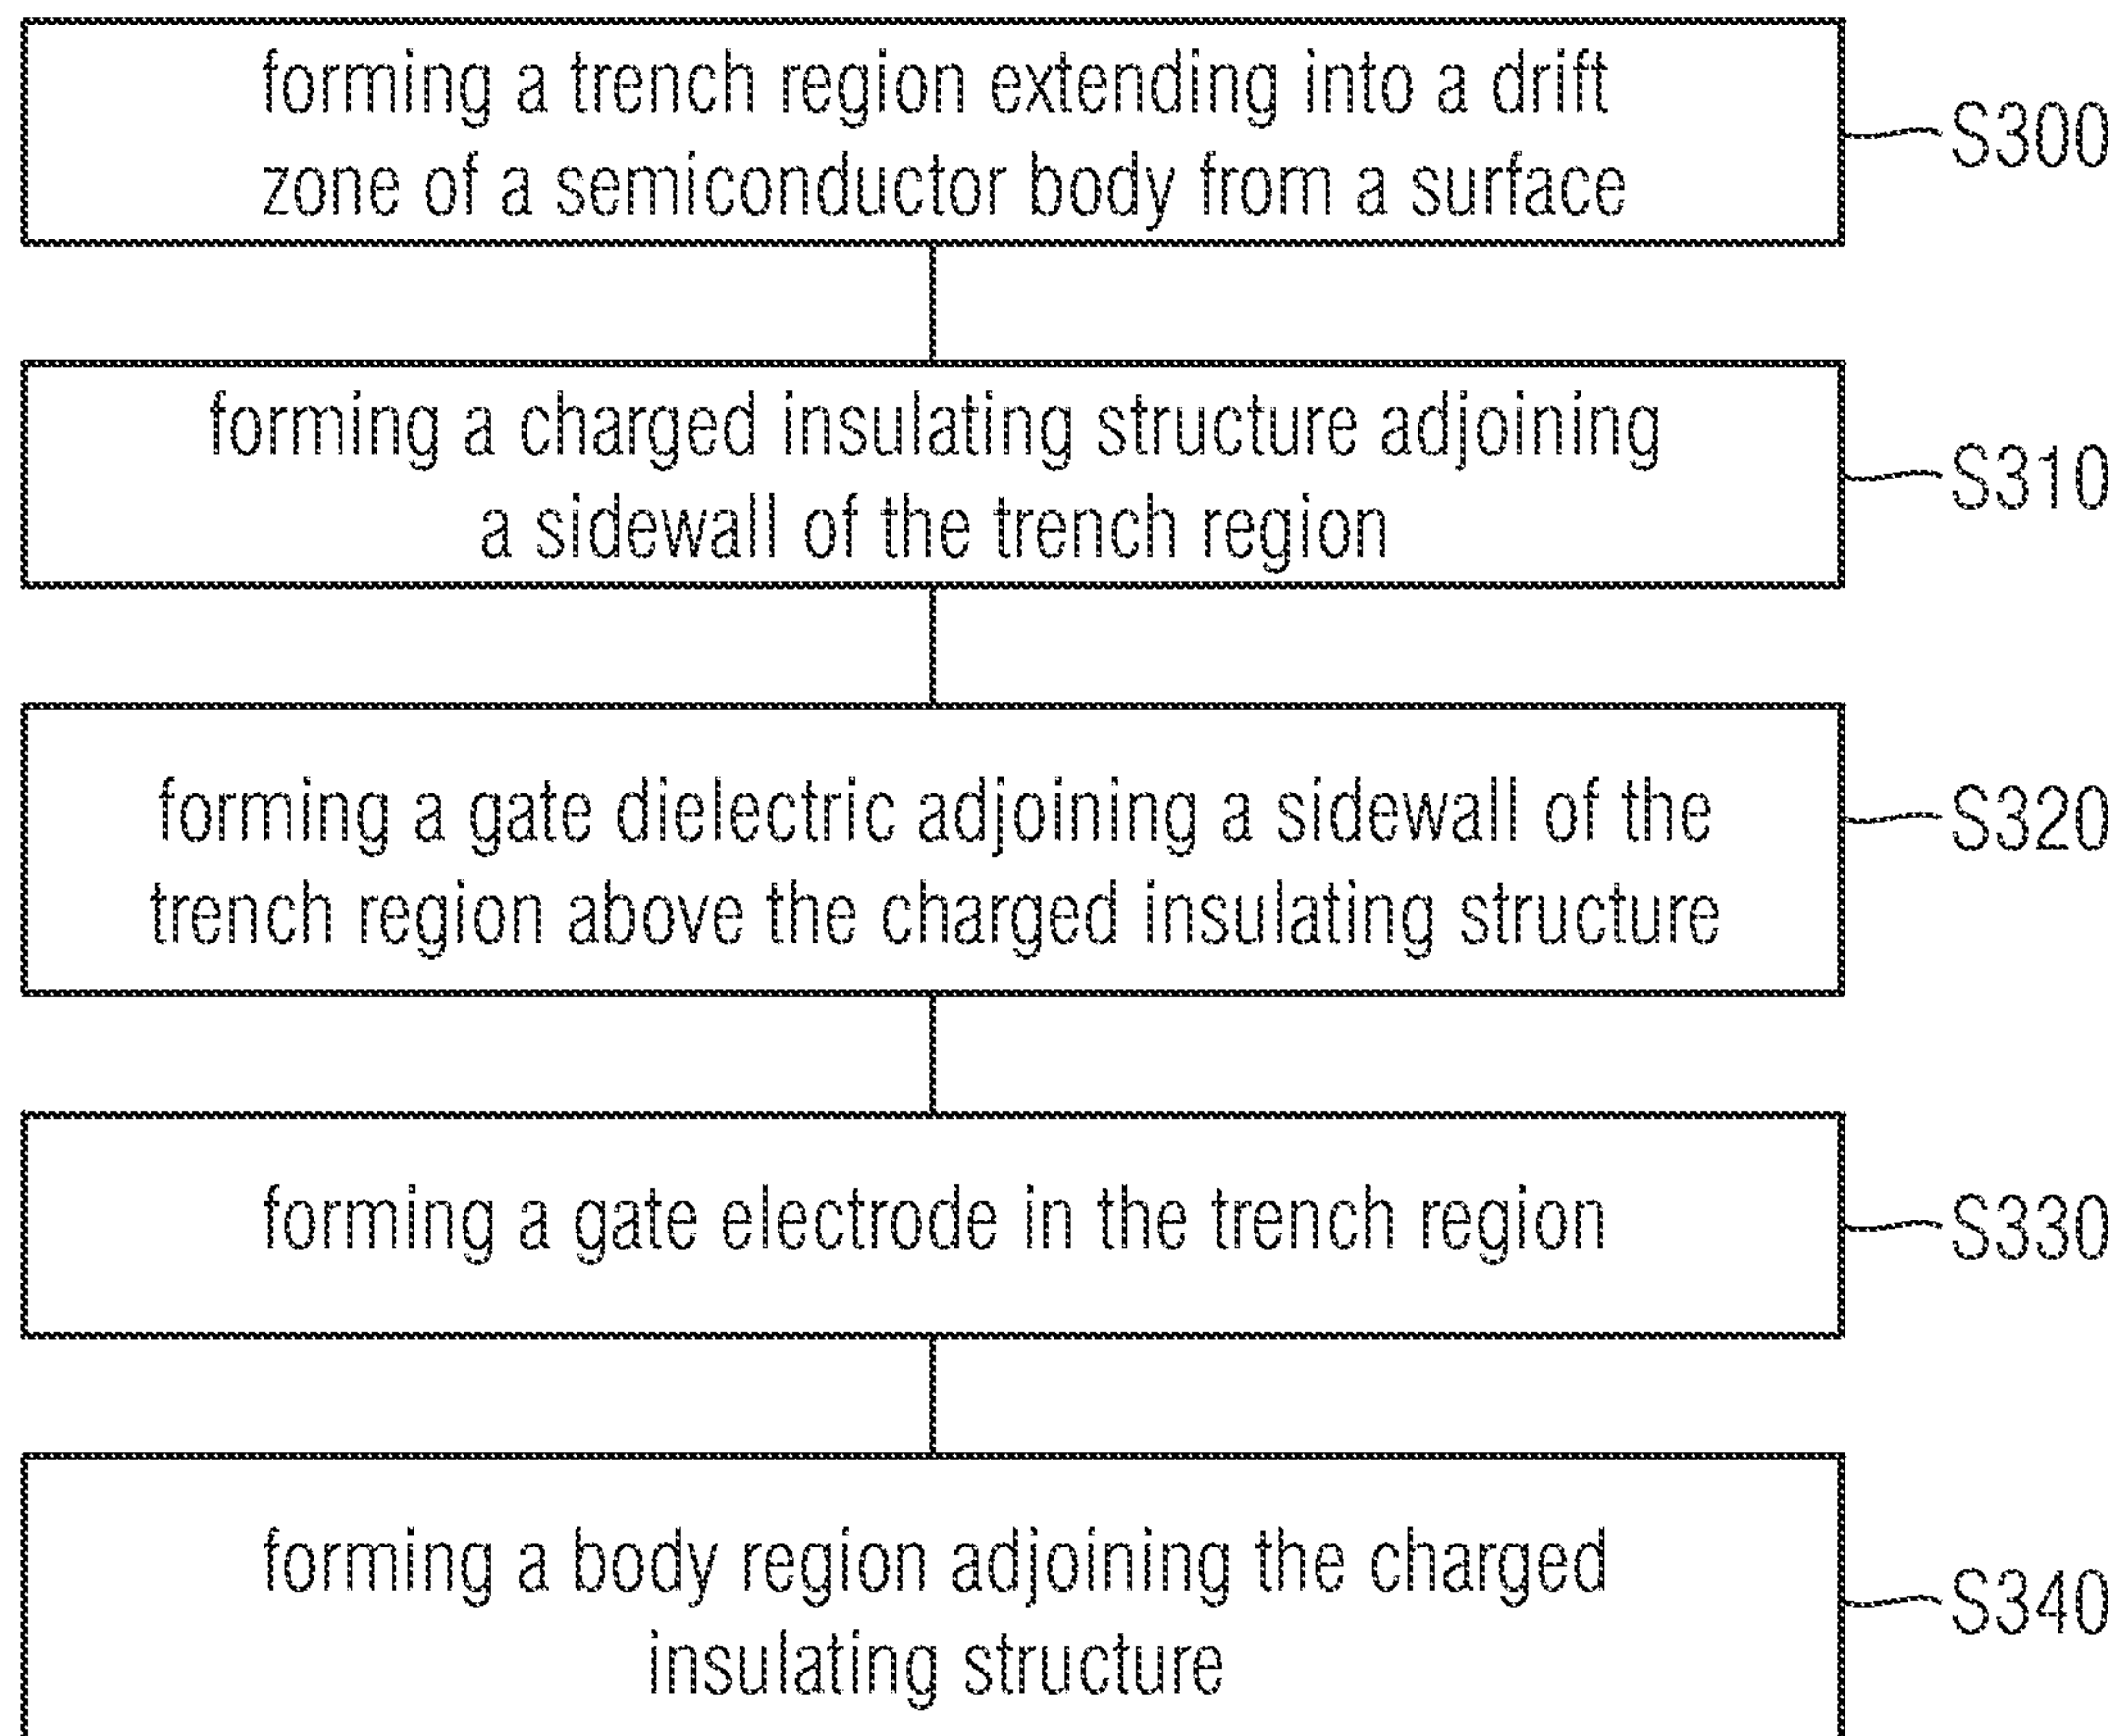 forming a trench region extending into a drift
zone of a semiconductor body from a surface
S300
forming a charged insulating structure adjoining
a sidewall of the trench region
S310
forming a gate dielectric adjoining a sidewall of the
trench region above the charged insulating structure
S320
forming a gate electrode in the trench region
S330
forming a body region adjoining the charged
insulating structure
S340